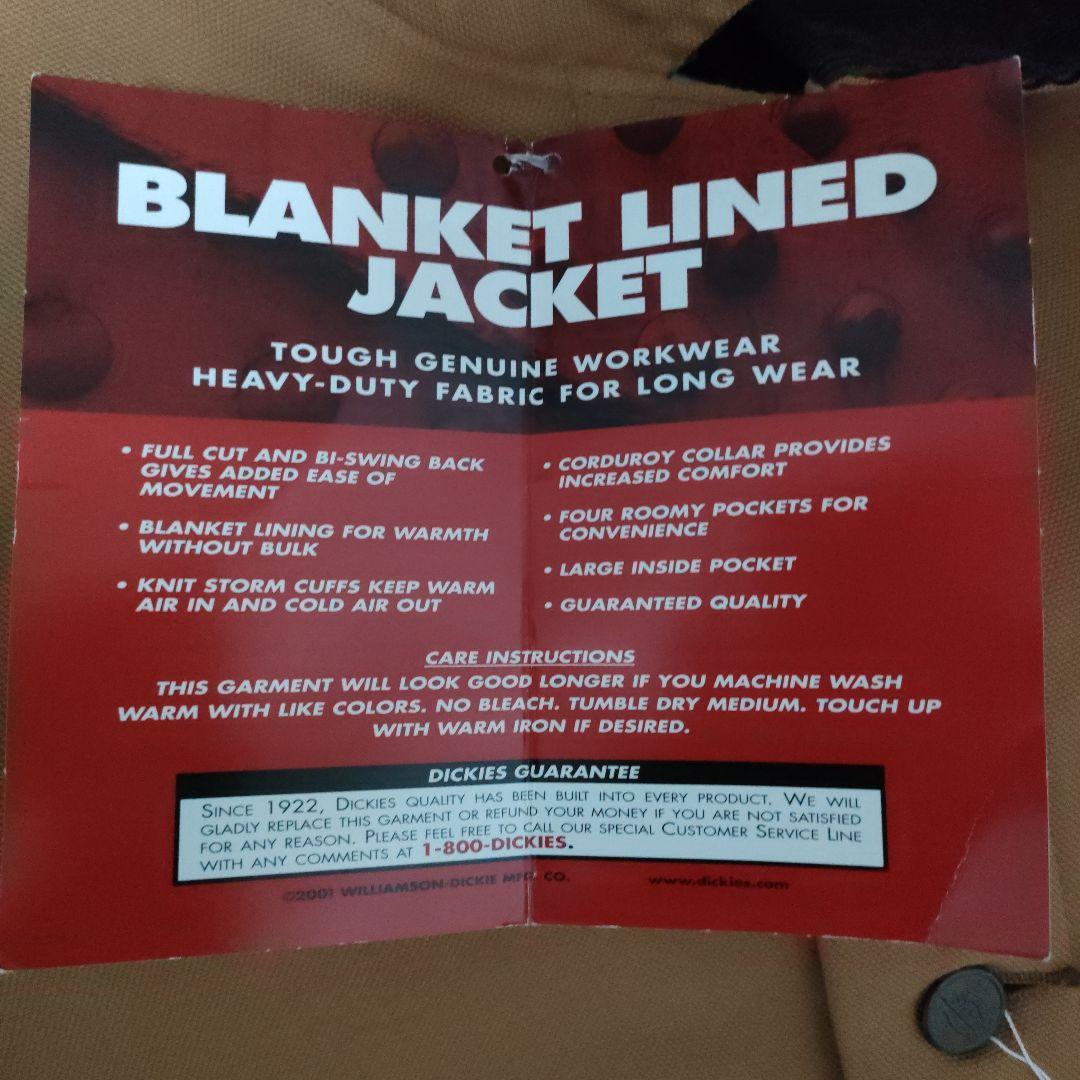 BLANKET LINED
JACKET
TOUGH GENUINE WORKWEAR
HEAVY-DUTY FABRIC FOR LONG WEAR
• FULL CUT AND BI-SWING BACK
GIVES ADDED EASE OF
MOVEMENT
• BLANKET LINING FOR WARMTH
WITHOUT BULK
• KNIT STORM CUFFS KEEP WARM
AIR IN AND COLD AIR OUT
• CORDUROY COLLAR PROVIDES
INCREASED COMFORT
• FOUR ROOMY POCKETS FOR
CONVENIENCE
• LARGE INSIDE POCKET
• GUARANTEED QUALITY
CARE INSTRUCTIONS
THIS GARMENT WILL LOOK GOOD LONGER IF YOU MACHINE WASH
WARM WITH LIKE COLORS. NO BLEACH. TUMBLE DRY MEDIUM. TOUCH UP
WITH WARM IRON IF DESIRED.
DICKIES GUARANTEE
SINCE 1922, DICKIES QUALITY HAS BEEN BUILT INTO EVERY PRODUCT. WE WILL
GLADLY REPLACE THIS GARMENT OR REFUND YOUR MONEY IF YOU ARE NOT SATISFIED
FOR ANY REASON. PLEASE FEEL FREE TO CALL OUR SPECIAL CUSTOMER SERVICE LINE
WITH ANY COMMENTS AT 1-800-DICKIES.
©2001 WILLIAMSON-DICKIE MFG. CO. www.dickies.com